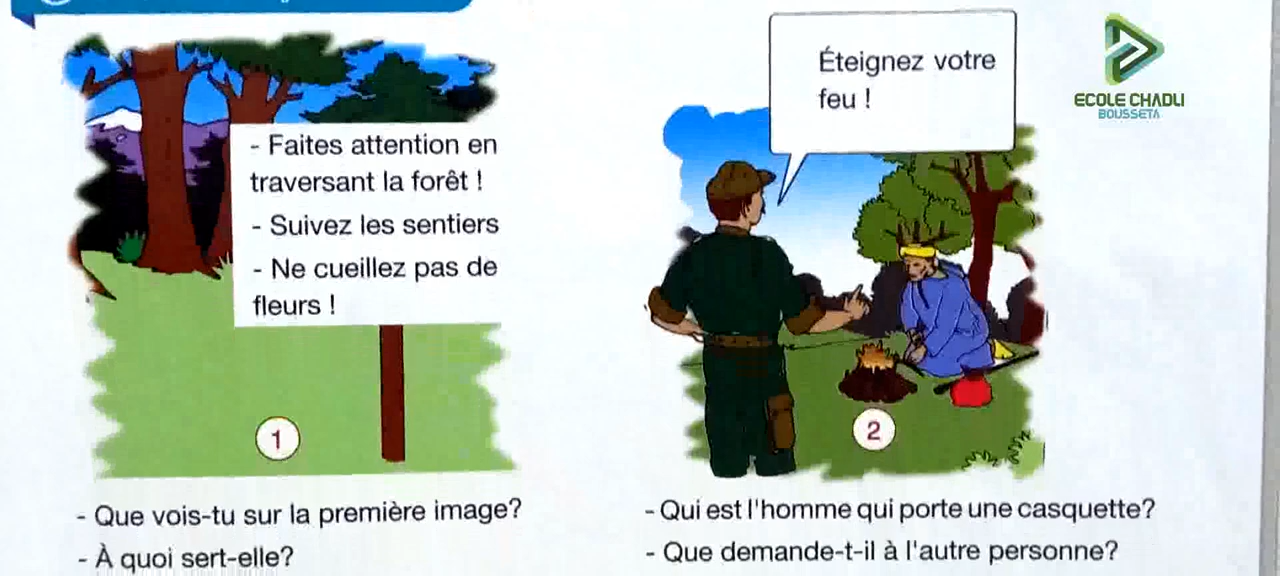 - Faites attention en
traversant la forêt !
- Suivez les sentiers
- Ne cueillez pas de
fleurs !
1
- Que vois-tu sur la première image?
- À quoi sert-elle?
Éteignez votre
feu !
2
- Qui est l'homme qui porte une casquette?
- Que demande-t-il à l'autre personne?
ECOLE CHADLI
BOUSSETA